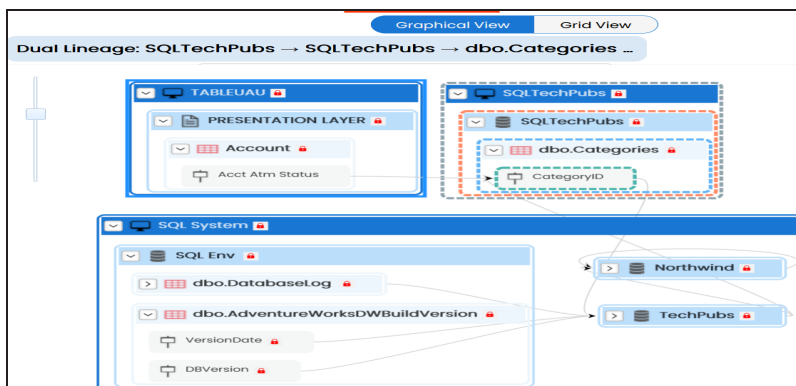 Graphical View
Grid View
Dual Lineage: SQLTechPubs → SQLTechPubs → dbo.Categories ...
TABLEUAU
PRESENTATION LAYER
Account
Acct Atm Status
SQLTechPubs
SQLTechPubs
dbo.Categories
CategoryID
SQL System
SQL Env
dbo.DatabaseLog
dbo.AdventureWorksDWBuildVersion
VersionDate
DBVersion
Northwind
TechPubs